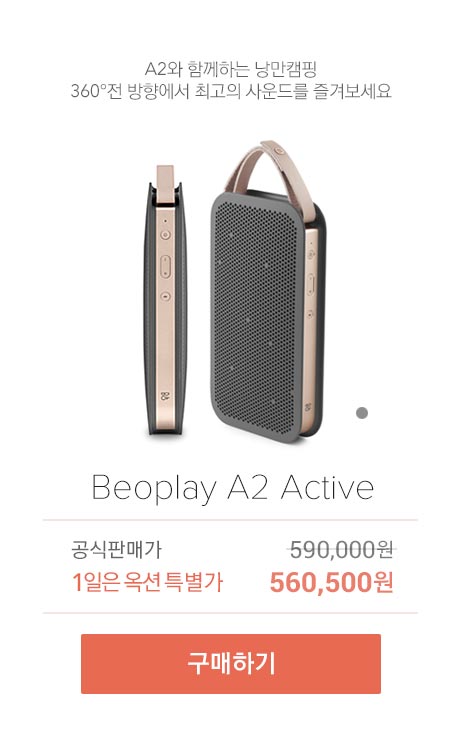 A2와 함께하는 낭만캠핑
360°전 방향에서 최고의 사운드를 즐겨보세요
Beoplay A2 Active
공식판매가 590,000원
1일은 옥션 특별가 560,500원
구매하기